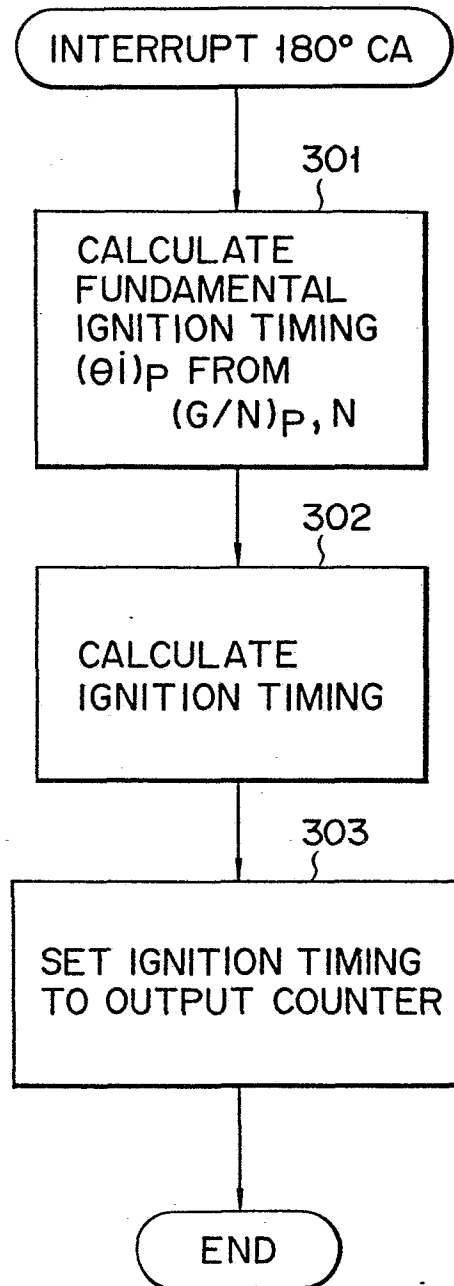 INTERRUPT 180° CA
301
CALCULATE
FUNDAMENTAL
IGNITION TIMING
(θi)P FROM
(G/N)P, N
302
CALCULATE
IGNITION TIMING
303
SET IGNITION TIMING
TO OUTPUT COUNTER
END